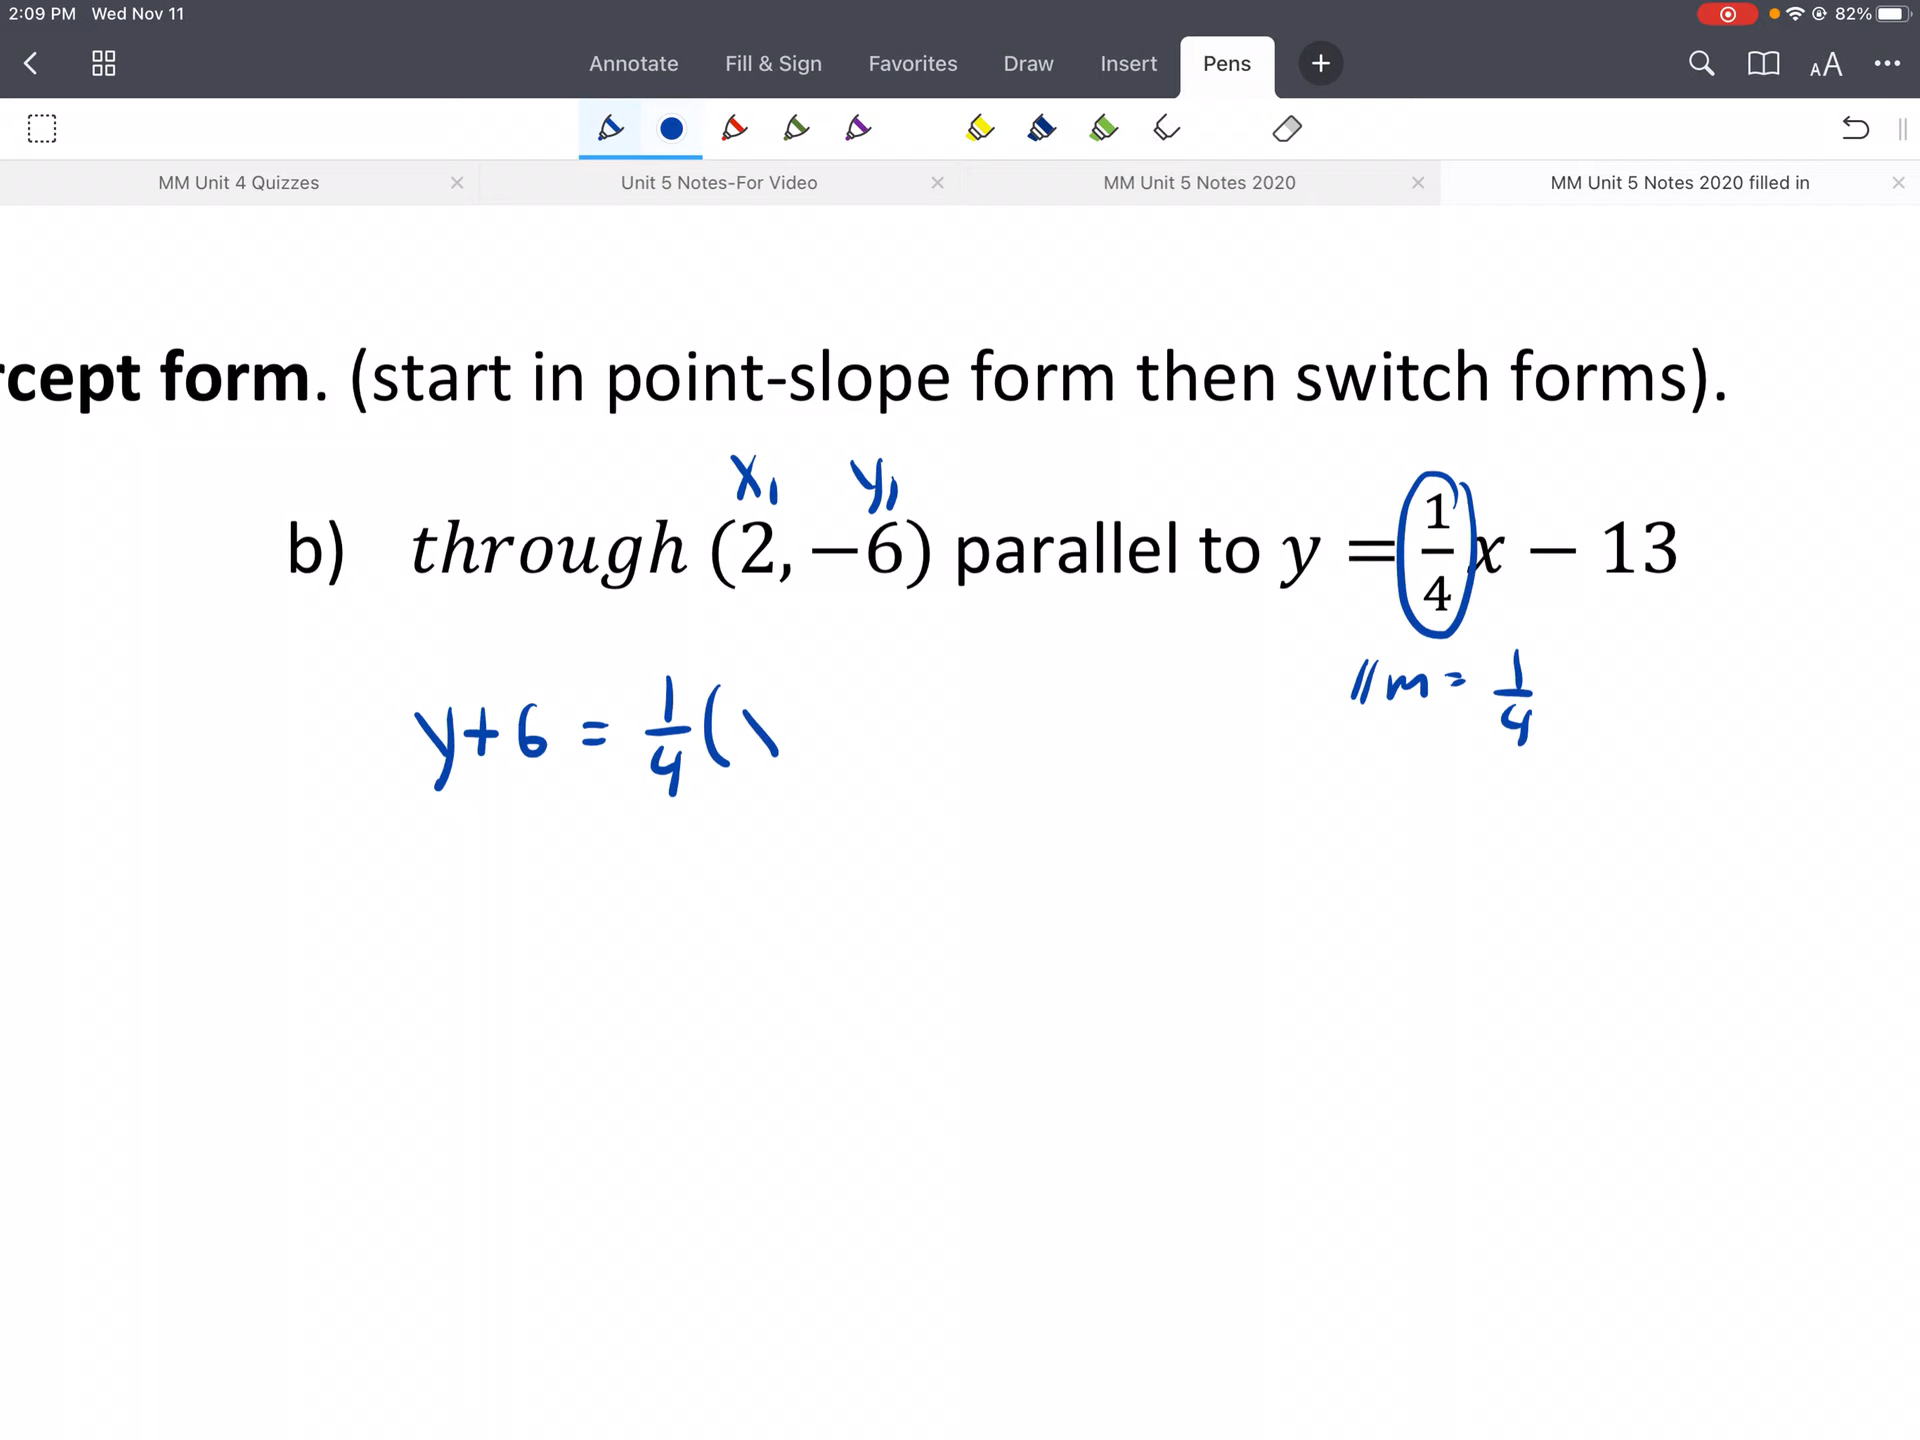 2:09 PM Wed Nov 11 82%
Annotate Fill & Sign Favorites Draw Insert Pens + AA
MM Unit 4 Quizzes × Unit 5 Notes-For Video × MM Unit 5 Notes 2020 × MM Unit 5 Notes 2020 filled in ×
rcept form. (start in point-slope form then switch forms).
x₁ y₁
b) through (2, −6) parallel to y = 1/4 x − 13
// m = 1/4
y + 6 = 1/4 (